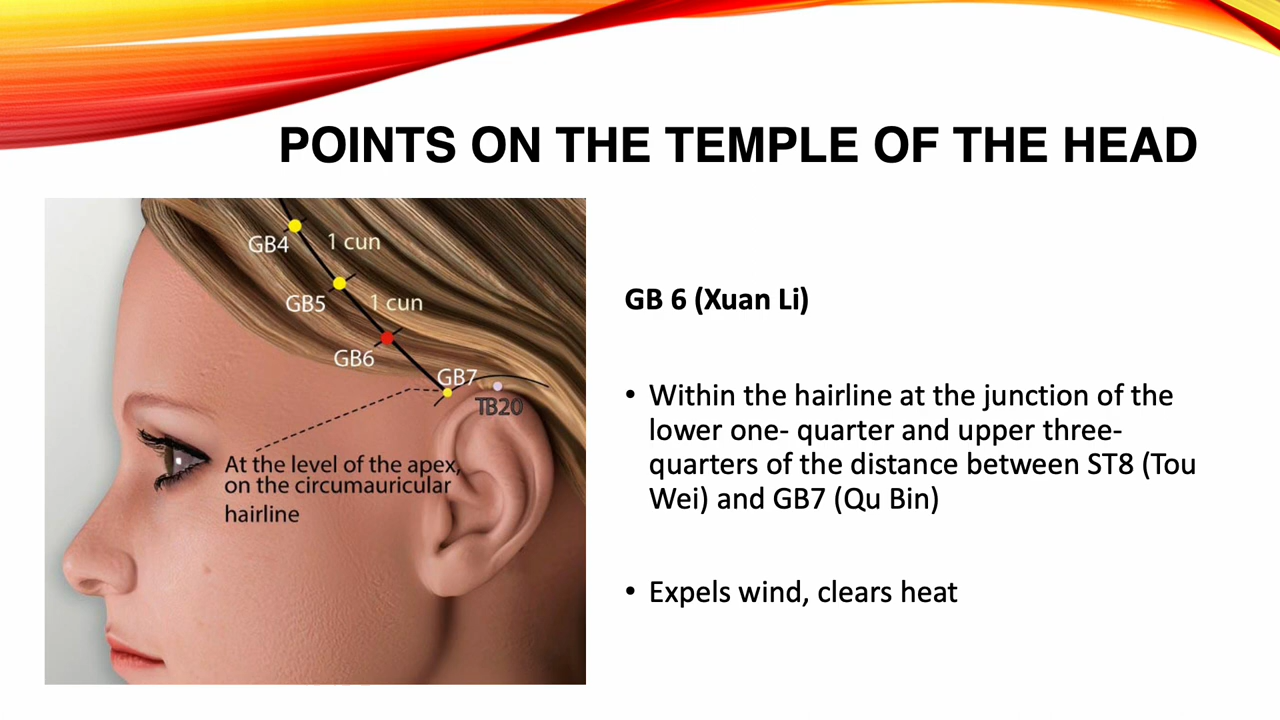 POINTS ON THE TEMPLE OF THE HEAD
GB4
1 cun
GB5
1 cun
GB6
GB7
TB20
At the level of the apex,
on the circumauricular
hairline
GB 6 (Xuan Li)
• Within the hairline at the junction of the
lower one- quarter and upper three-
quarters of the distance between ST8 (Tou
Wei) and GB7 (Qu Bin)
• Expels wind, clears heat